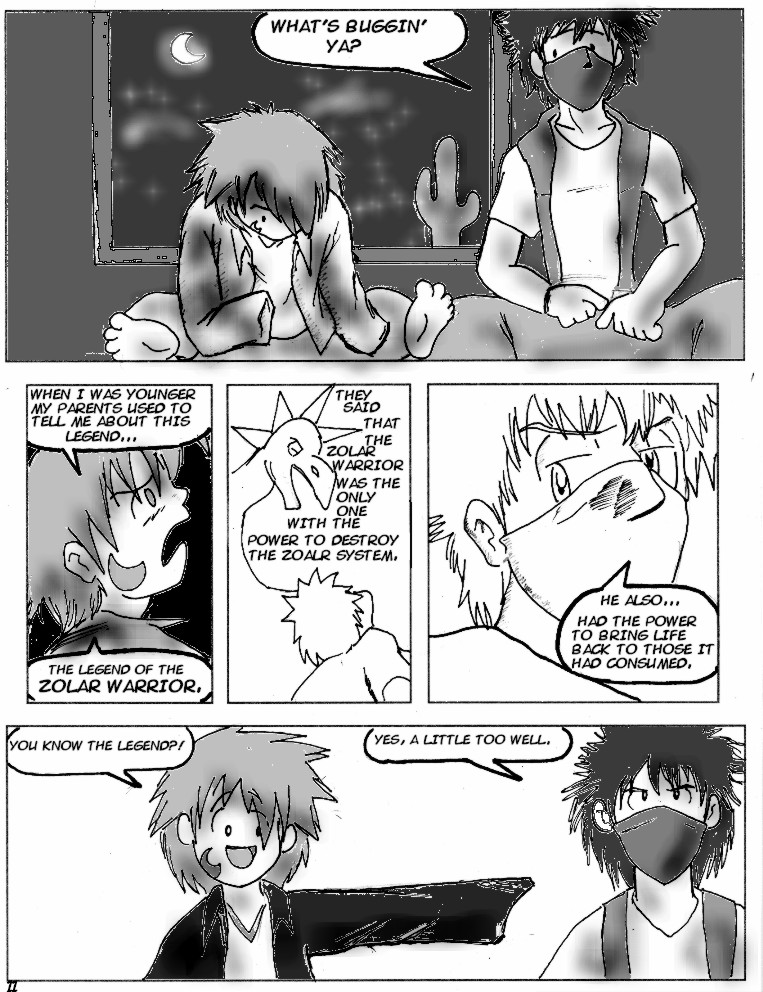 WHAT'S BUGGIN'
YA?
WHEN I WAS YOUNGER
MY PARENTS USED TO
TELL ME ABOUT THIS
LEGEND...
THE LEGEND OF THE
ZOLAR WARRIOR.
THEY
SAID
THAT
THE
ZOLAR
WARRIOR
WAS THE
ONLY
ONE
WITH THE
POWER TO DESTROY
THE ZOALR SYSTEM.
HE ALSO...
HAD THE POWER
TO BRING LIFE
BACK TO THOSE IT
HAD CONSUMED.
YOU KNOW THE LEGEND?!
YES, A LITTLE TOO WELL.
11